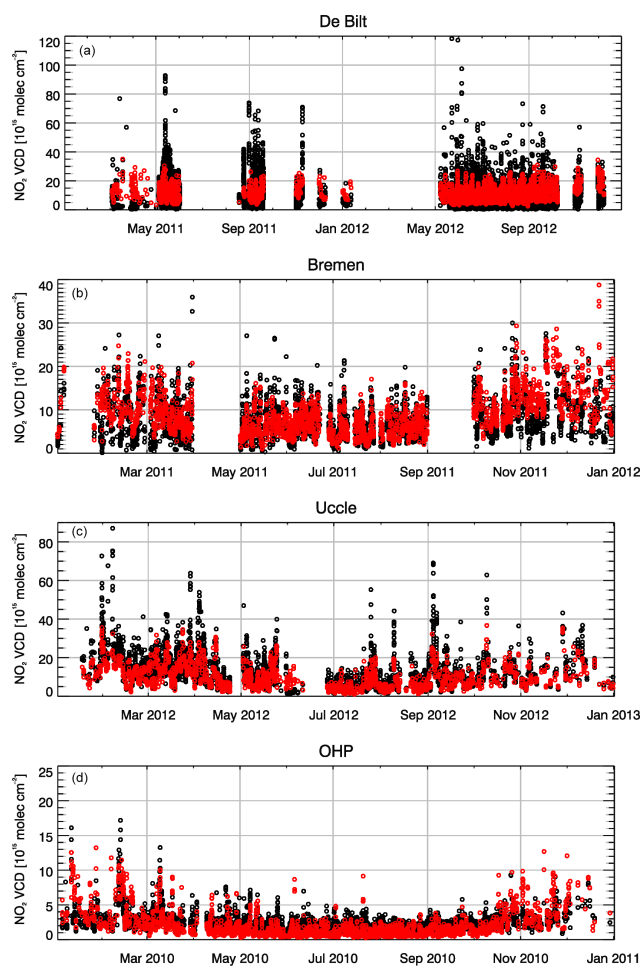 De Bilt
(a)
NO₂ VCD [10¹⁵ molec cm⁻²]
120
100
80
60
40
20
0
May 2011 Sep 2011 Jan 2012 May 2012 Sep 2012
Bremen
(b)
NO₂ VCD [10¹⁵ molec cm⁻²]
40
30
20
10
0
Mar 2011 May 2011 Jul 2011 Sep 2011 Nov 2011 Jan 2012
Uccle
(c)
NO₂ VCD [10¹⁵ molec cm⁻²]
80
60
40
20
0
Mar 2012 May 2012 Jul 2012 Sep 2012 Nov 2012 Jan 2013
OHP
(d)
NO₂ VCD [10¹⁵ molec cm⁻²]
25
20
15
10
5
0
Mar 2010 May 2010 Jul 2010 Sep 2010 Nov 2010 Jan 2011